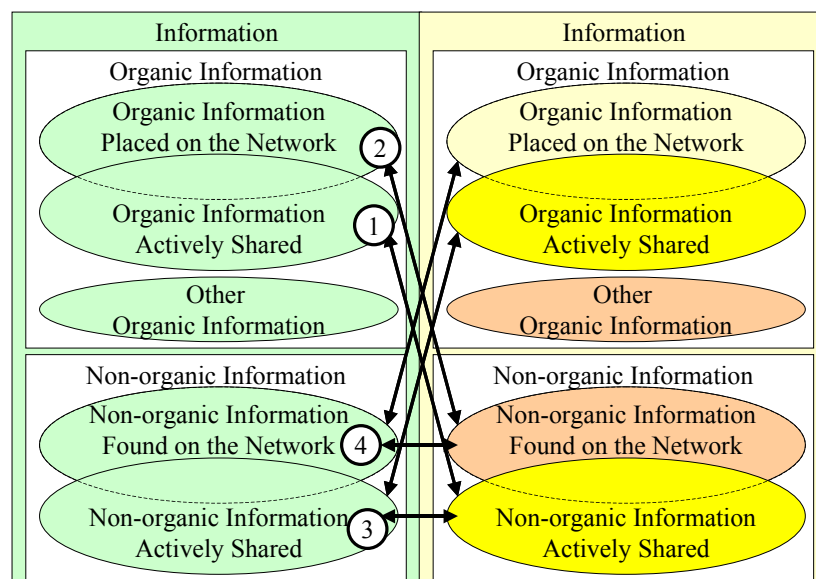 Information
Organic Information
Organic Information
Placed on the Network
2
Organic Information
Actively Shared
1
Other
Organic Information
Non-organic Information
Non-organic Information
Found on the Network
4
Non-organic Information
Actively Shared
3
Information
Organic Information
Organic Information
Placed on the Network
Organic Information
Actively Shared
Other
Organic Information
Non-organic Information
Non-organic Information
Found on the Network
Non-organic Information
Actively Shared